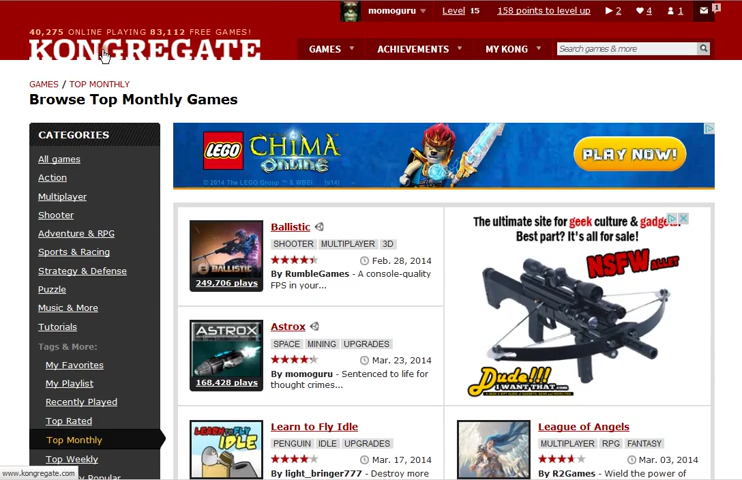 momoguru Level 15 158 points to level up 2 4 1 1
40,275 ONLINE PLAYING 83,112 FREE GAMES!
KONGREGATE
GAMES ACHIEVEMENTS MY KONG Search games & more
GAMES / TOP MONTHLY
Browse Top Monthly Games
CATEGORIES
All games
Action
Multiplayer
Shooter
Adventure & RPG
Sports & Racing
Strategy & Defense
Puzzle
Music & More
Tutorials
Tags & More:
My Favorites
My Playlist
Recently Played
Top Rated
Top Monthly
Top Weekly
Popular
www.kongregate.com
LEGO CHIMA ONLINE
PLAY NOW!
© 2014 The LEGO Group
BALLISTIC
249,706 plays
Ballistic
SHOOTER MULTIPLAYER 3D
Feb. 28, 2014
By RumbleGames - A console-quality
FPS in your...
ASTROX
168,428 plays
Astrox
SPACE MINING UPGRADES
Mar. 23, 2014
By momoguru - Sentenced to life for
thought crimes...
LEARN TO FLY
IDLE
Learn to Fly Idle
PENGUIN IDLE UPGRADES
Mar. 17, 2014
By light_bringer777 - Destroy more
The ultimate site for geek culture & gadgets.
Best part? It's all for sale!
NSFW
Dude!!!
I WANT THAT.COM
League of Angels
MULTIPLAYER RPG FANTASY
Mar. 03, 2014
By R2Games - Wield the power of